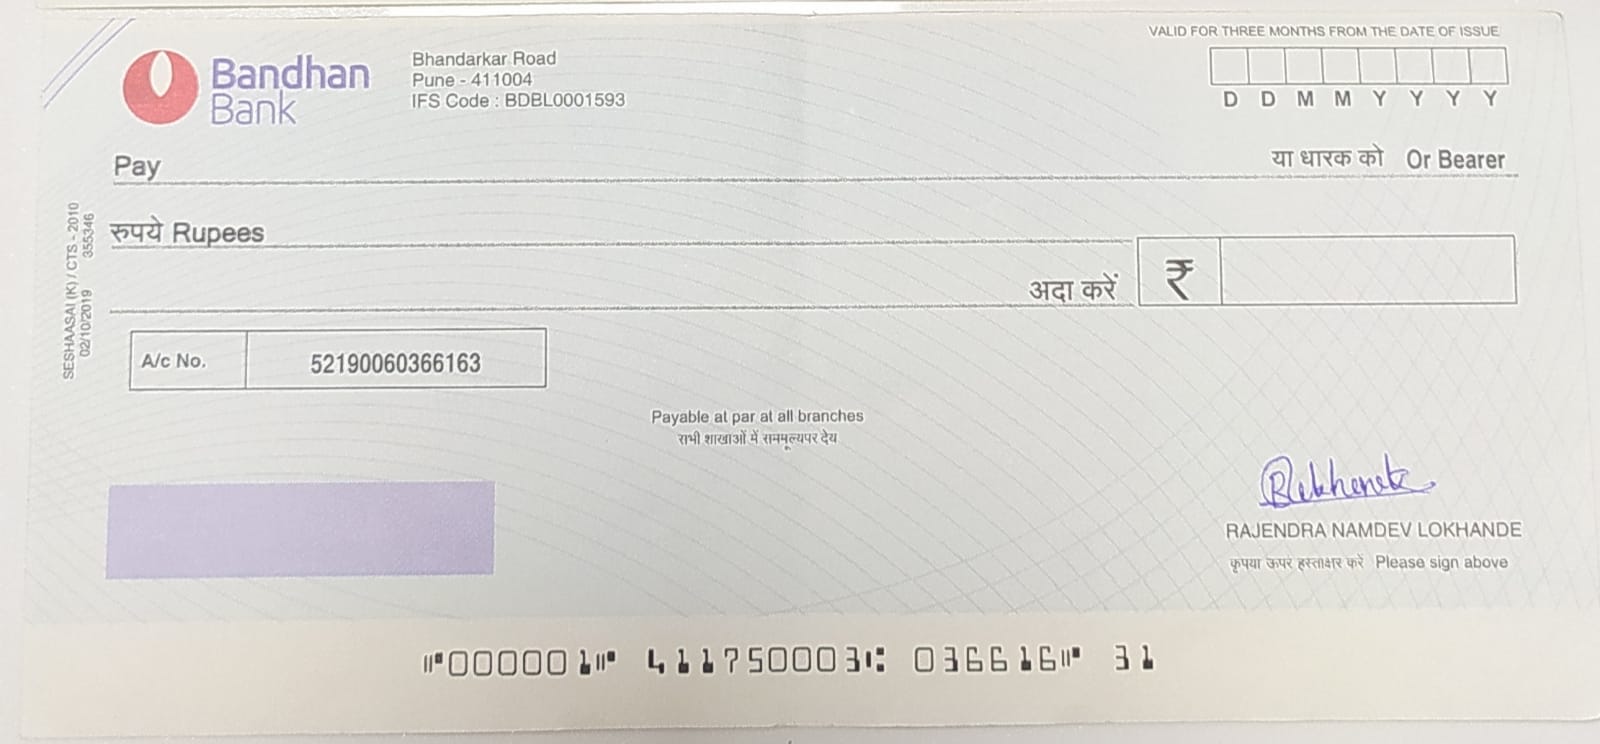 VALID FOR THREE MONTHS FROM THE DATE OF ISSUE
Bandhan
Bank
Bhandarkar Road
Pune - 411004
IFS Code : BDBL0001593
D D M M Y Y Y Y
Pay
या धारक को Or Bearer
रुपये Rupees
अदा करें ₹
SESHAASAI (K) / CTS - 2010
02/10/2019 355346
A/c No. 52190060366163
Payable at par at all branches
सभी शाखाओं में सममूल्यपर देय
RAJENDRA NAMDEV LOKHANDE
कृपया ऊपर हस्ताक्षर करें Please sign above
⑈000001⑈ 411750003⑆ 036616⑈ 31